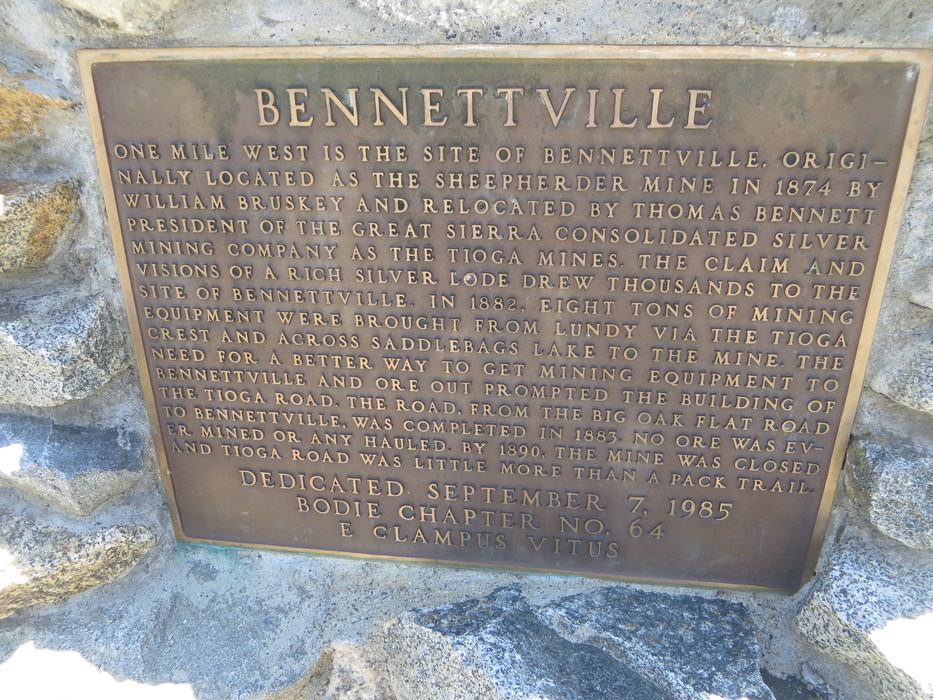 BENNETTVILLE
ONE MILE WEST IS THE SITE OF BENNETTVILLE. ORIGI-
NALLY LOCATED AS THE SHEEPHERDER MINE IN 1874 BY
WILLIAM BRUSKEY AND RELOCATED BY THOMAS BENNETT
PRESIDENT OF THE GREAT SIERRA CONSOLIDATED SILVER
MINING COMPANY AS THE TIOGA MINES. THE CLAIM AND
VISIONS OF A RICH SILVER LODE DREW THOUSANDS TO THE
SITE OF BENNETTVILLE. IN 1882, EIGHT TONS OF MINING
EQUIPMENT WERE BROUGHT FROM LUNDY VIA THE TIOGA
CREST AND ACROSS SADDLEBAGS LAKE TO THE MINE. THE
NEED FOR A BETTER WAY TO GET MINING EQUIPMENT TO
BENNETTVILLE AND ORE OUT PROMPTED THE BUILDING OF
THE TIOGA ROAD. THE ROAD, FROM THE BIG OAK FLAT ROAD
TO BENNETTVILLE, WAS COMPLETED IN 1883. NO ORE WAS EV-
ER MINED OR ANY HAULED. BY 1890, THE MINE WAS CLOSED
AND TIOGA ROAD WAS LITTLE MORE THAN A PACK TRAIL.
DEDICATED SEPTEMBER 7, 1985
BODIE CHAPTER NO. 64
E CLAMPUS VITUS